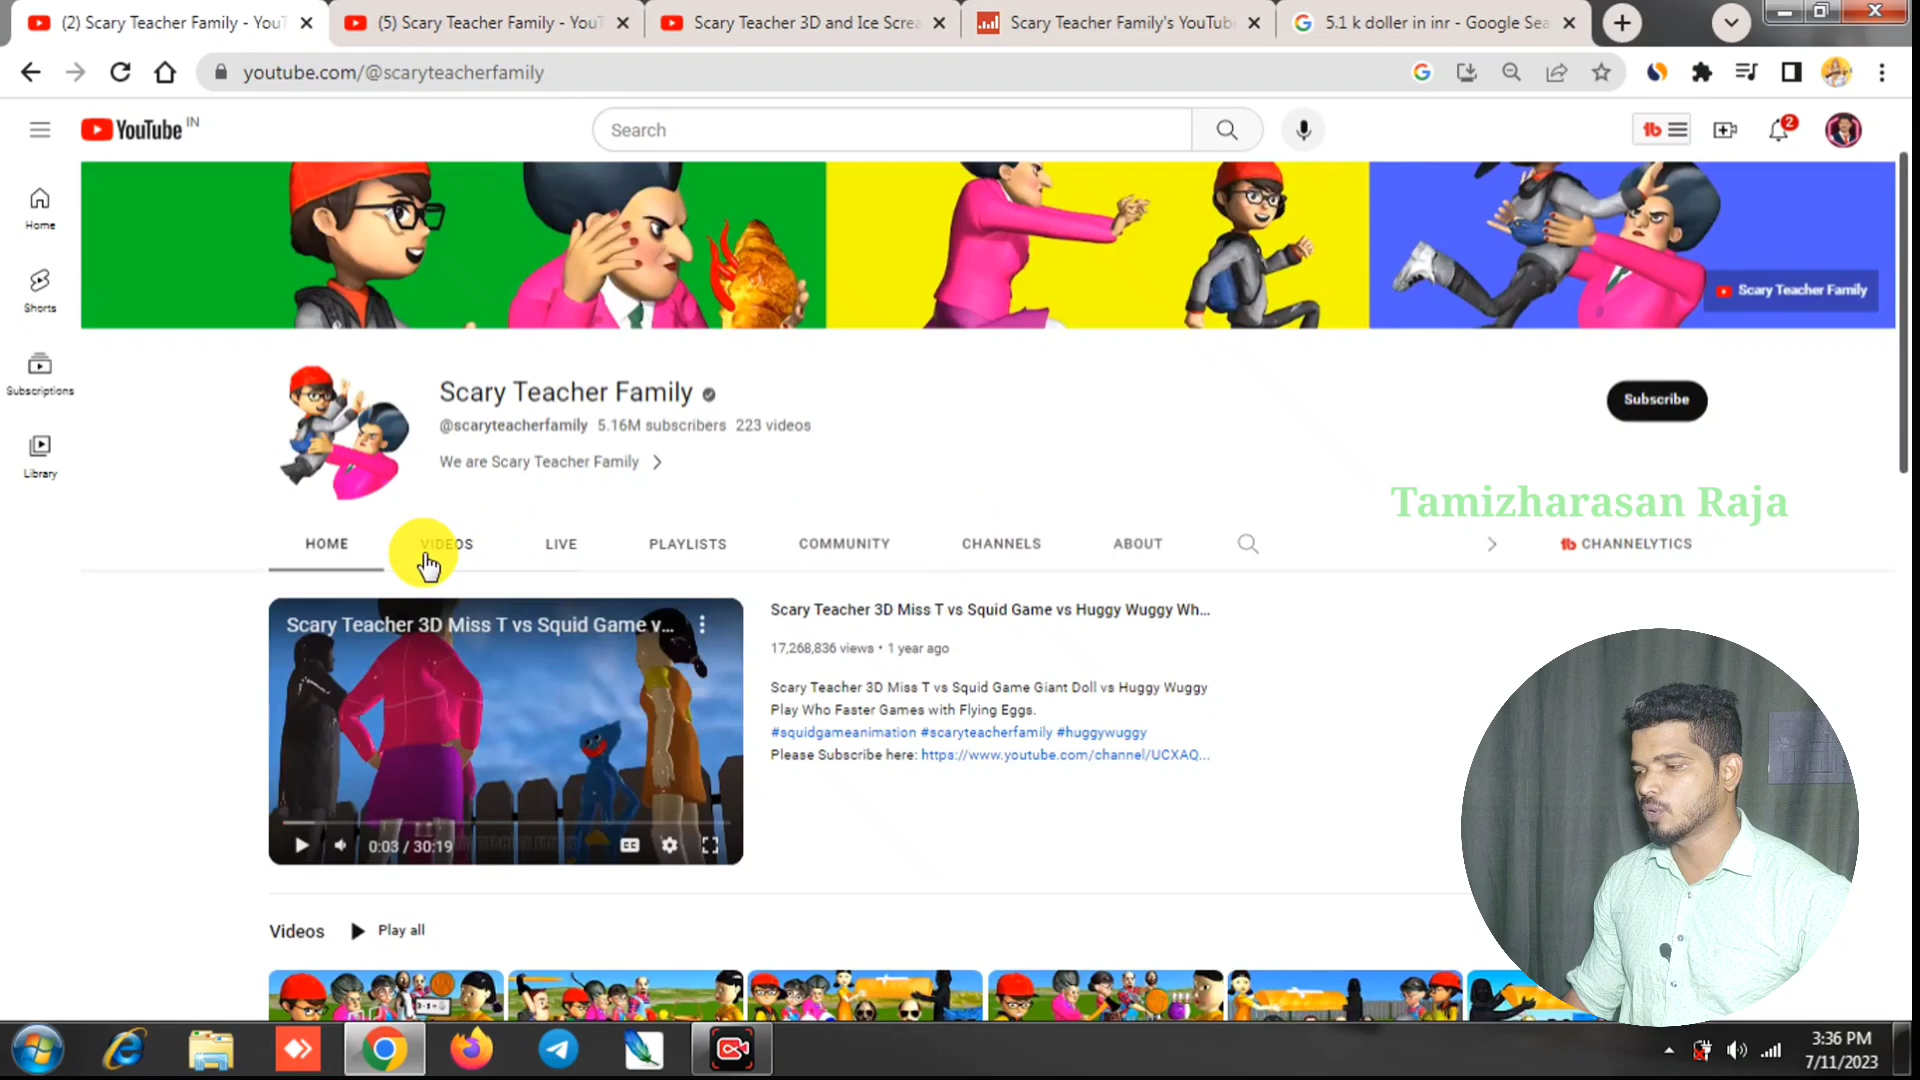 (2) Scary Teacher Family - YouT
(5) Scary Teacher Family - YouT
Scary Teacher 3D and Ice Screa
Scary Teacher Family's YouTube
5.1 k doller in inr - Google Sea
youtube.com/@scaryteacherfamily
YouTube IN
Search
2
Home
Shorts
Subscriptions
Library
Scary Teacher Family
Scary Teacher Family
@scaryteacherfamily 5.16M subscribers 223 videos
We are Scary Teacher Family
Subscribe
Tamizharasan Raja
HOME VIDEOS LIVE PLAYLISTS COMMUNITY CHANNELS ABOUT CHANNELYTICS
Scary Teacher 3D Miss T vs Squid Game v...
0:03 / 30:19
Scary Teacher 3D Miss T vs Squid Game vs Huggy Wuggy Wh...
17,268,836 views • 1 year ago
Scary Teacher 3D Miss T vs Squid Game Giant Doll vs Huggy Wuggy
Play Who Faster Games with Flying Eggs.
#squidgameanimation #scaryteacherfamily #huggywuggy
Please Subscribe here: https://www.youtube.com/channel/UCXAQ...
Videos Play all
3:36 PM
7/11/2023